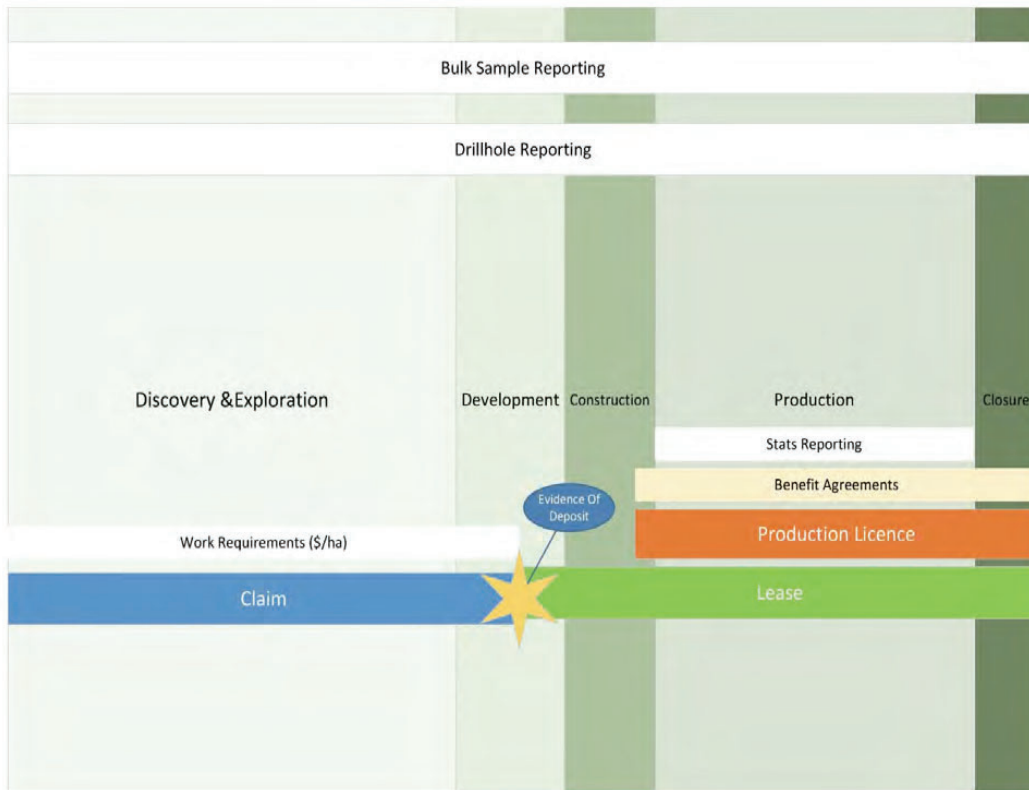 Bulk Sample Reporting
Drillhole Reporting
Discovery &Exploration
Development
Construction
Production
Closure
Stats Reporting
Benefit Agreements
Evidence Of
Deposit
Production Licence
Work Requirements ($/ha)
Claim
Lease